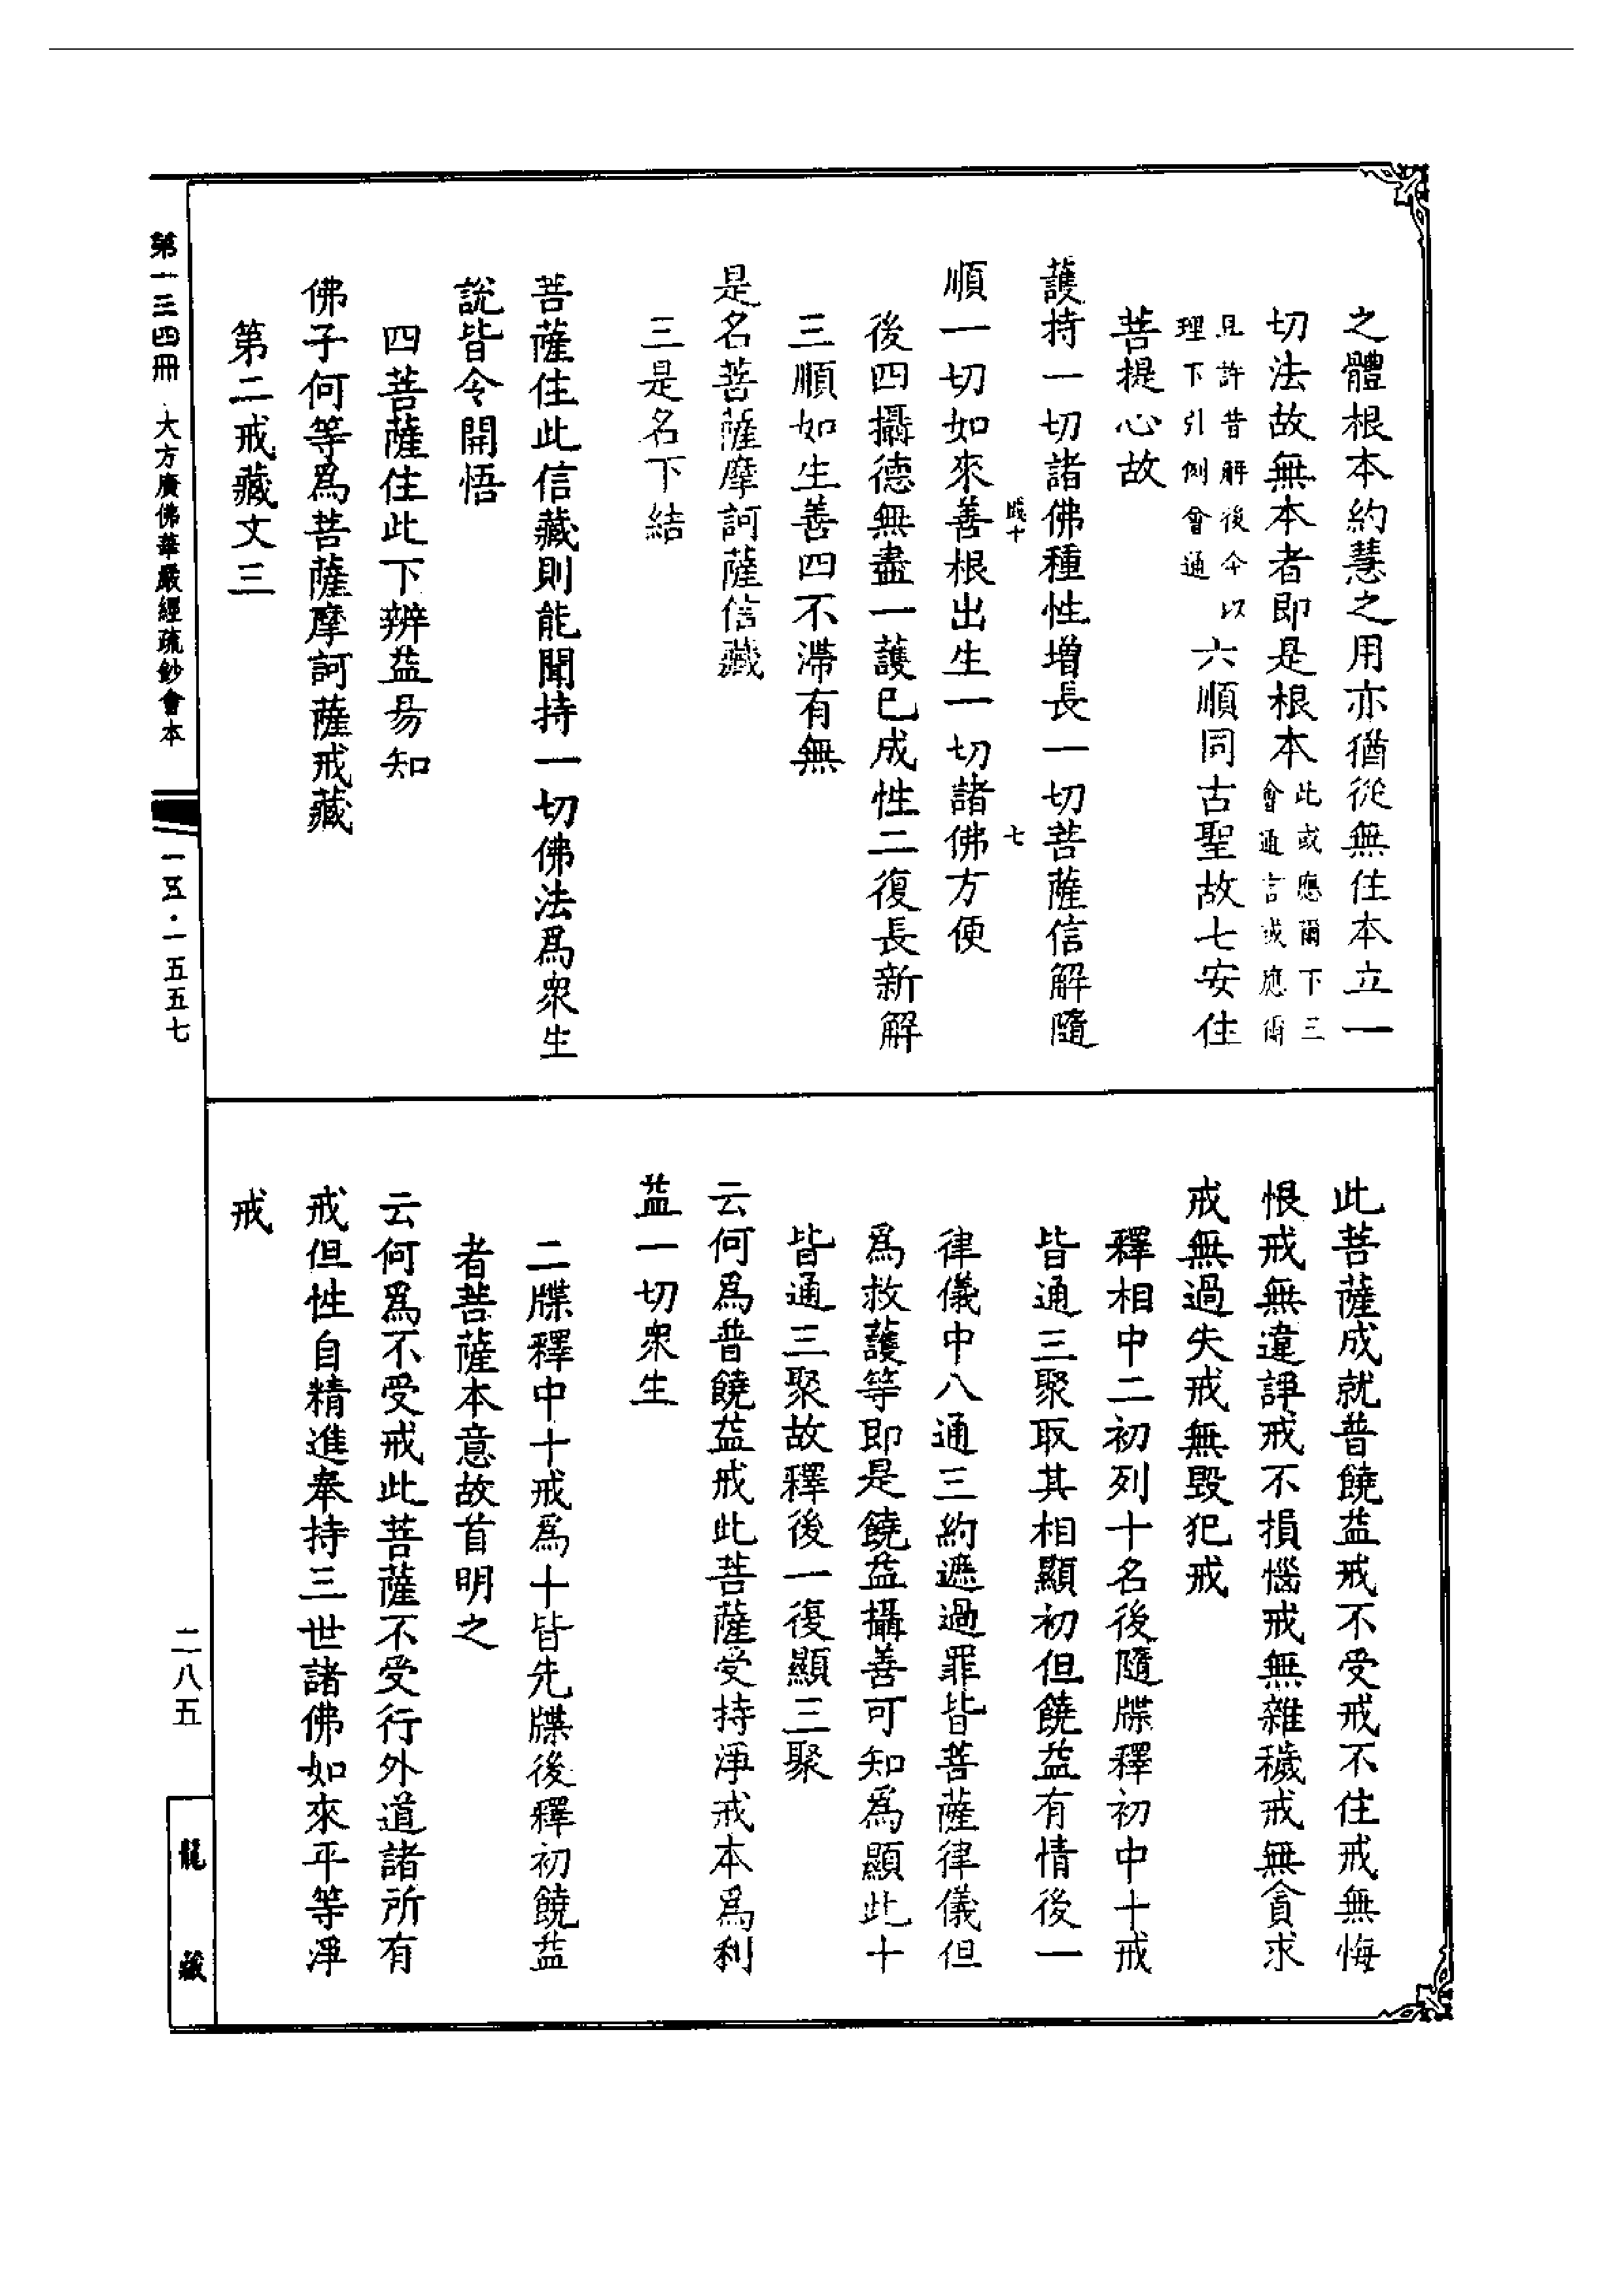 之體根本約慧之用亦猶從無住本立一
切法故無本者即是根本此或應爾下三
會通言或應爾
且許昔解後今以
理下引例會通六順同古聖故七安住
菩提心故
護持一切諸佛種性增長一切菩薩信解隨
十 七
順一切如來善根出生一切諸佛方便
後四攝德無盡一護已成性二復長新解
三順如生善四不滯有無
是名菩薩摩訶薩信藏
三是名下結
菩薩住此信藏則能聞持一切佛法爲衆生
說皆令開悟
四菩薩住此下辨益易知
佛子何等爲菩薩摩訶薩戒藏
第二戒藏文三
此菩薩成就普饒益戒不受戒不住戒無悔
恨戒無違諍戒不損惱戒無雜穢戒無貪求
戒無過失戒無毀犯戒
釋相中二初列十名後隨牒釋初中十戒
皆通三聚取其相顯初但饒益有情後一
律儀中八通三約遮過罪皆菩薩律儀但
爲救護等即是饒益攝善可知爲顯此十
皆通三聚故釋後一復顯三聚
云何爲普饒益戒此菩薩受持淨戒本爲利
益一切衆生
二牒釋中十戒爲十皆先牒後釋初饒益
者菩薩本意故首明之
云何爲不受戒此菩薩不受行外道諸所有
戒但性自精進奉持三世諸佛如來平等淨
戒
第一三四冊 大方廣佛華嚴經疏鈔會本
一五·一五五七
二八五
龍藏